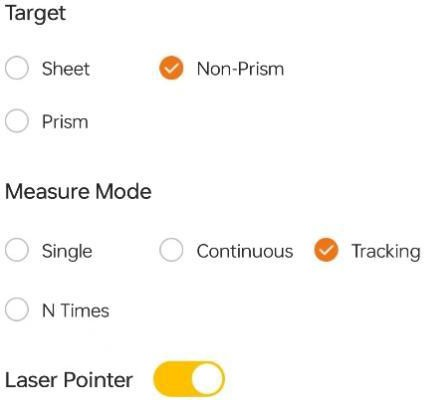 Target
Sheet Non-Prism
Prism
Measure Mode
Single Continuous Tracking
N Times
Laser Pointer